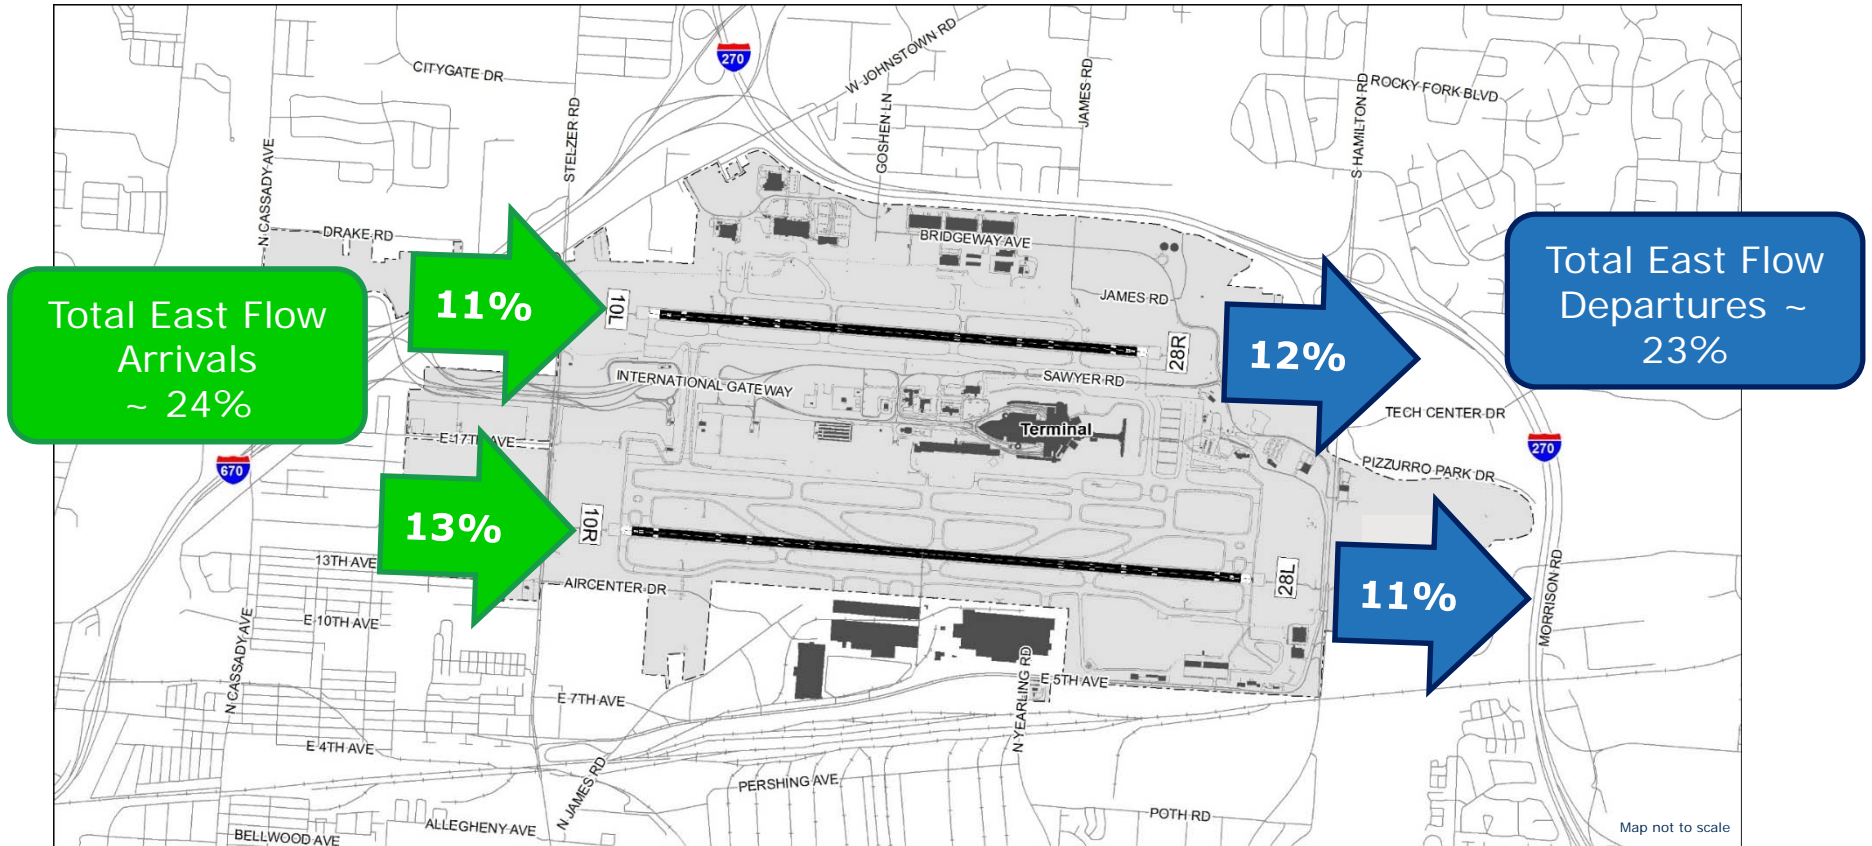 270
CITYGATE DR
W JOHNSTOWN RD
JAMES RD
ROCKY FORK BLVD
S HAMILTON RD
STELZER RD
GOSHEN LN
N CASSADY AVE
DRAKE RD
BRIDGEWAY AVE
JAMES RD
Total East Flow
Arrivals
~ 24%
11%
10L
28R
12%
Total East Flow
Departures ~
23%
INTERNATIONAL GATEWAY
SAWYER RD
TECH CENTER DR
Terminal
E 17TH AVE
670
270
PIZZURRO PARK DR
13%
10R
28L
11%
13TH AVE
AIRCENTER DR
E 10TH AVE
N CASSADY AVE
MORRISON RD
E 7TH AVE
E 5TH AVE
N YEARLING RD
E 4TH AVE
N JAMES RD
PERSHING AVE
POTH RD
ALLEGHENY AVE
BELLWOOD AVE
Map not to scale